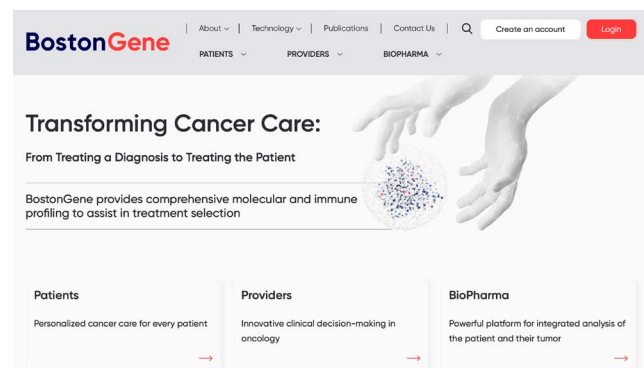 About | Technology | Publications | Contact Us | Create an account Login
BostonGene
PATIENTS PROVIDERS BIOPHARMA
Transforming Cancer Care:
From Treating a Diagnosis to Treating the Patient
BostonGene provides comprehensive molecular and immune
profiling to assist in treatment selection
Patients
Personalized cancer care for every patient
Providers
Innovative clinical decision-making in
oncology
BioPharma
Powerful platform for integrated analysis of
the patient and their tumor